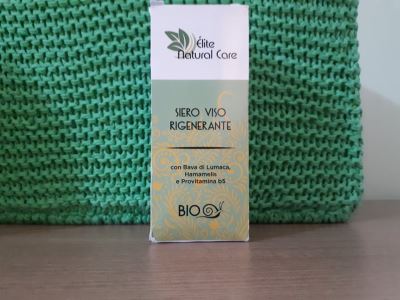 Élite
Natural Care
SIERO VISO
RIGENERANTE
con Bava di Lumaca,
Hamamelis
e Provitamina b5
BIO